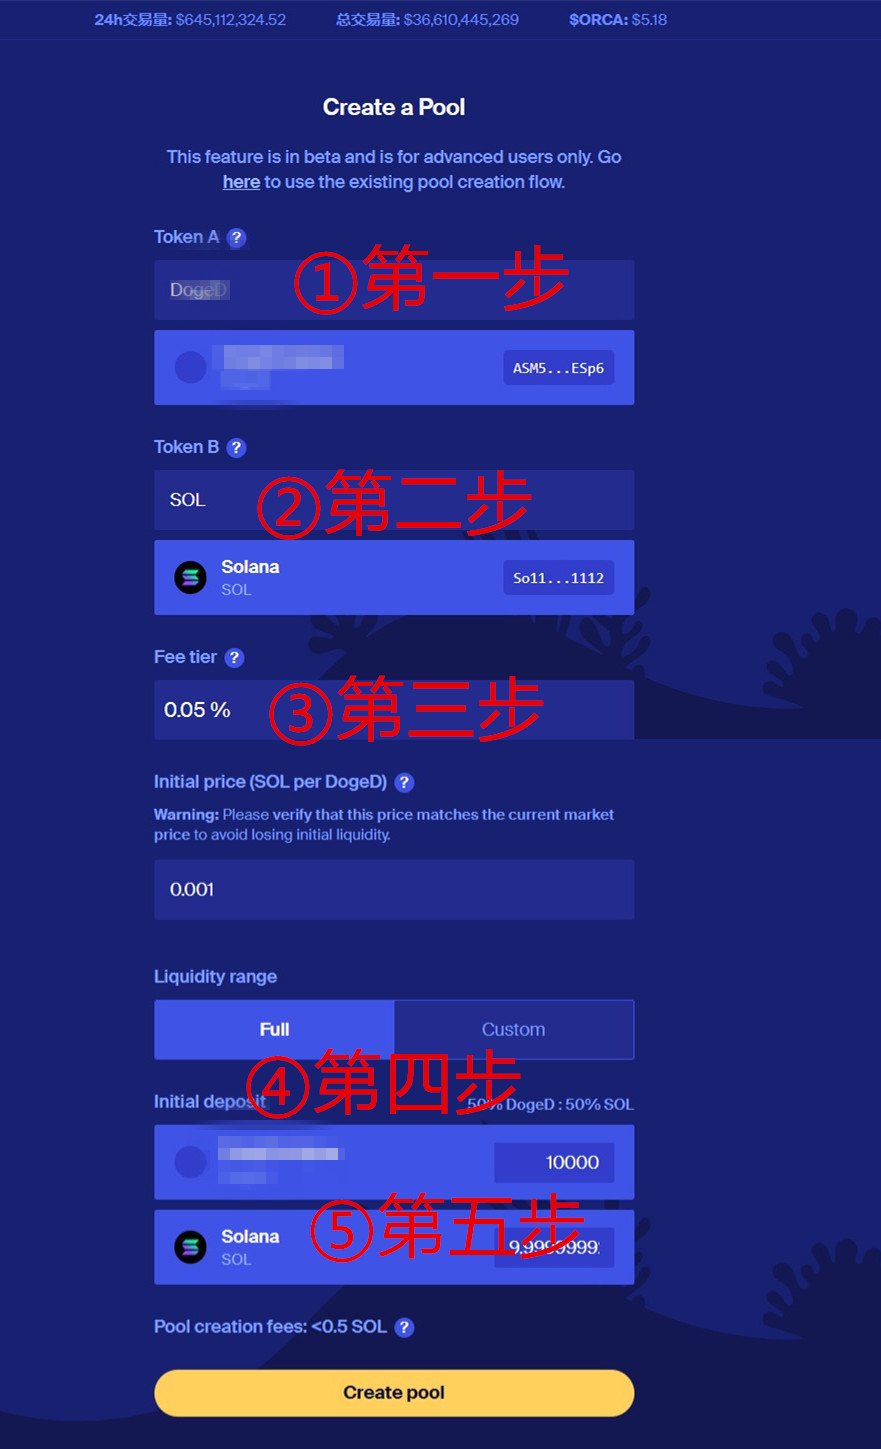 24h交易量: $645,112,324.52 总交易量: $36,610,445,269 $ORCA: $5.18
Create a Pool
This feature is in beta and is for advanced users only. Go
here to use the existing pool creation flow.
Token A ?
DogeD ①第一步
ASM5...ESp6
Token B ?
SOL ②第二步
Solana
SOL
So11...1112
Fee tier ?
0.05 % ③第三步
Initial price (SOL per DogeD) ?
Warning: Please verify that this price matches the current market
price to avoid losing initial liquidity.
0.001
Liquidity range
Full Custom
④第四步
Initial deposit 50% DogeD : 50% SOL
10000
⑤第五步
Solana
SOL
9.9999999
Pool creation fees: <0.5 SOL ?
Create pool